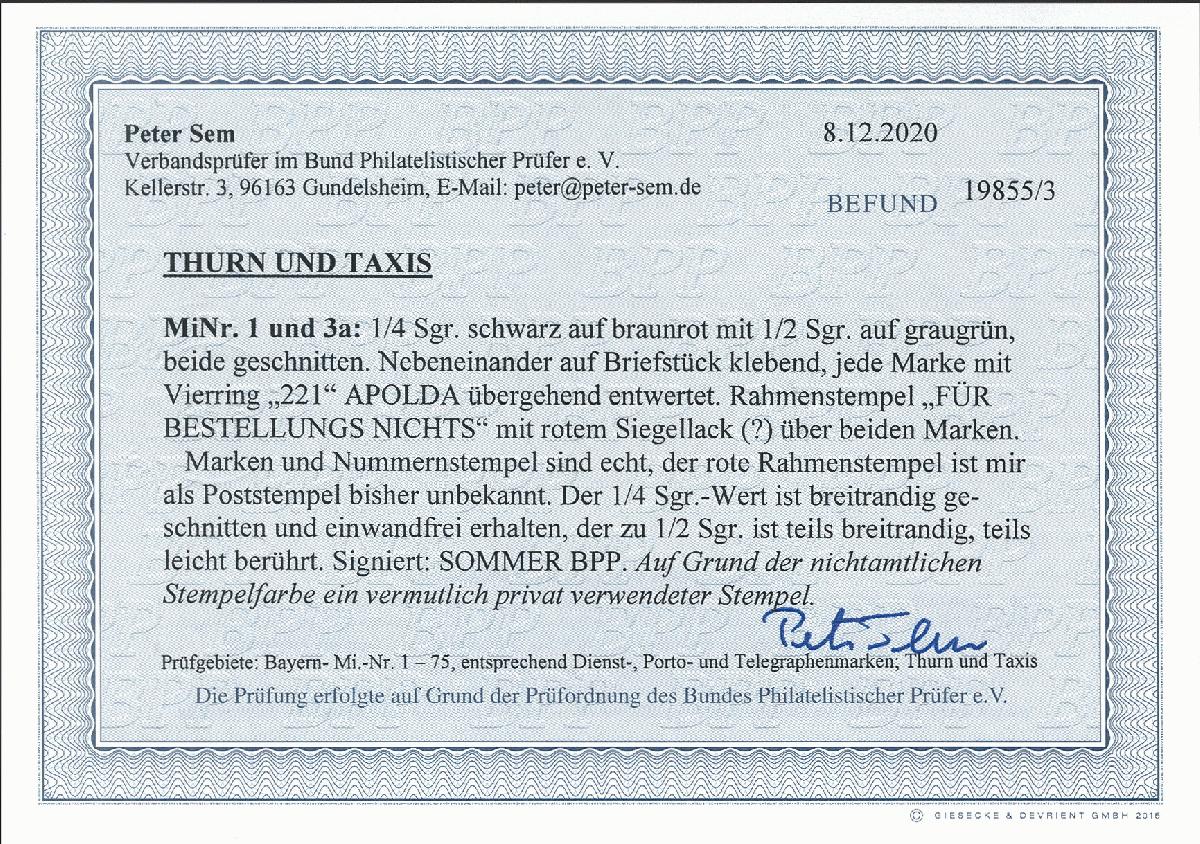 Peter Sem
8.12.2020
Verbandsprüfer im Bund Philatelistischer Prüfer e. V.
Kellerstr. 3, 96163 Gundelsheim, E-Mail: peter@peter-sem.de
BEFUND 19855/3
THURN UND TAXIS
MiNr. 1 und 3a: 1/4 Sgr. schwarz auf braunrot mit 1/2 Sgr. auf graugrün,
beide geschnitten. Nebeneinander auf Briefstück klebend, jede Marke mit
Vierring „221“ APOLDA übergehend entwertet. Rahmenstempel „FÜR
BESTELLUNGS NICHTS“ mit rotem Siegellack (?) über beiden Marken.
Marken und Nummernstempel sind echt, der rote Rahmenstempel ist mir
als Poststempel bisher unbekannt. Der 1/4 Sgr.-Wert ist breitrandig ge-
schnitten und einwandfrei erhalten, der zu 1/2 Sgr. ist teils breitrandig, teils
leicht berührt. Signiert: SOMMER BPP. Auf Grund der nichtamtlichen
Stempelfarbe ein vermutlich privat verwendeter Stempel.
Peter Sem
Prüfgebiete: Bayern- Mi.-Nr. 1 – 75, entsprechend Dienst-, Porto- und Telegraphenmarken; Thurn und Taxis
Die Prüfung erfolgte auf Grund der Prüfordnung des Bundes Philatelistischer Prüfer e.V.
© GIESECKE & DEVRIENT GMBH 2016